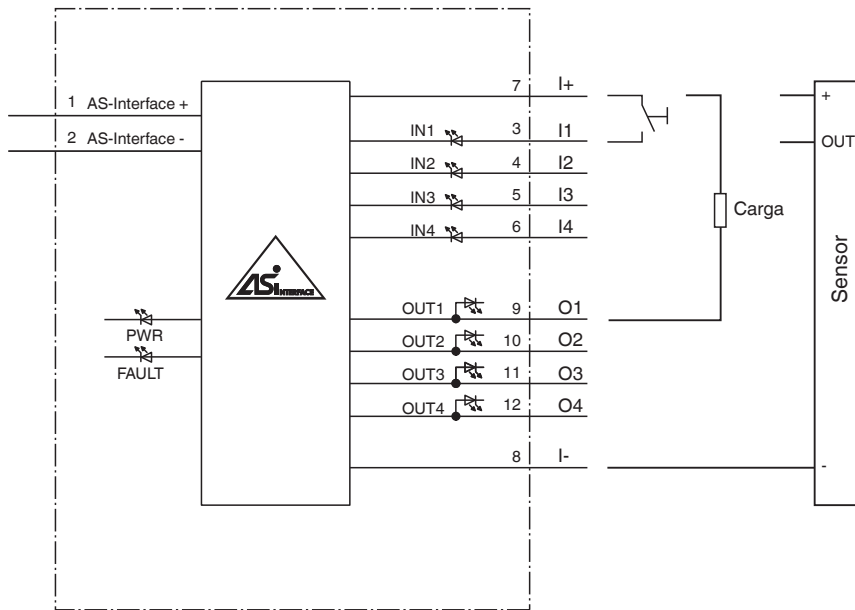 7 I+
1 AS-Interface +
+
IN1 3 I1
2 AS-Interface -
OUT
IN2 4 I2
IN3 5 I3
Carga
IN4 6 I4
Sensor
ASi INTERFACE
OUT1 9 O1
PWR
OUT2 10 O2
FAULT
OUT3 11 O3
OUT4 12 O4
8 I-
-